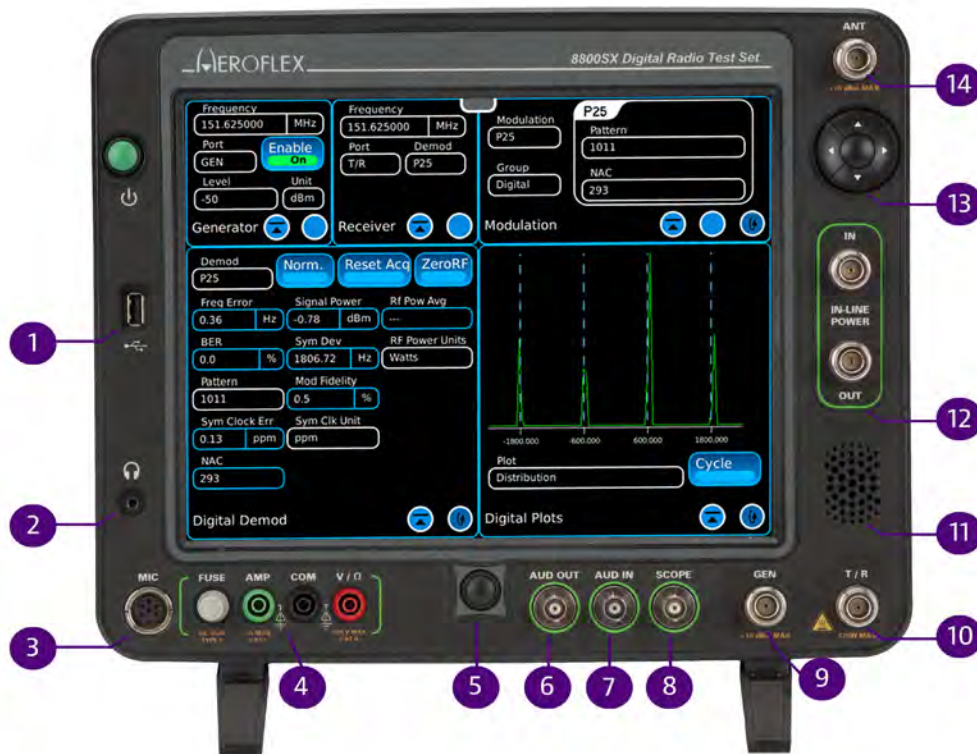 AEROFLEX
8800SX Digital Radio Test Set
ANT
14
Frequency
151.625000 MHz
Port
GEN
Enable
On
Level
-50
Unit
dBm
Generator
Frequency
151.625000 MHz
Port
T/R
Demod
P25
Receiver
Modulation
P25
Group
Digital
P25
Pattern
1011
NAC
293
Modulation
13
Demod
P25
Norm.
Reset Acq
ZeroRF
Freq Error
0.36 Hz
Signal Power
-0.78 dBm
Rf Pow Avg
---
BER
0.0 %
Sym Dev
1806.72 Hz
RF Power Units
Watts
Pattern
1011
Mod Fidelity
0.5 %
Sym Clock Err
0.13 ppm
Sym Clk Unit
ppm
NAC
293
Digital Demod
-1800.000
-600.000
600.000
1800.000
Plot
Distribution
Cycle
Digital Plots
IN
IN-LINE
POWER
OUT
12
11
1
2
MIC
FUSE
AMP
COM
V / Ω
AUD OUT
AUD IN
SCOPE
GEN
T / R
3
4
5
6
7
8
9
10